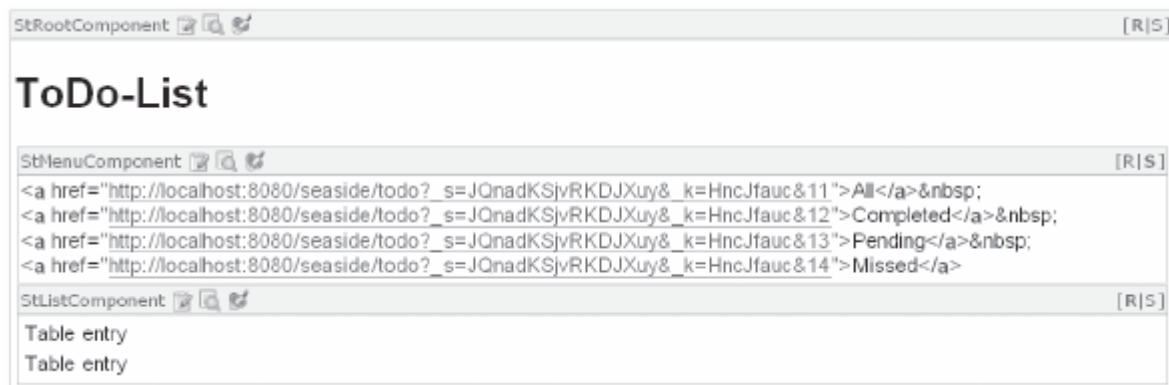 StRootComponent [R|S]
ToDo-List
StMenuComponent [R|S]
<a href="http://localhost:8080/seaside/todo?_s=JQnadKSjvRKDJXuy&_k=HncJfauc&11">All</a>&nbsp;
<a href="http://localhost:8080/seaside/todo?_s=JQnadKSjvRKDJXuy&_k=HncJfauc&12">Completed</a>&nbsp;
<a href="http://localhost:8080/seaside/todo?_s=JQnadKSjvRKDJXuy&_k=HncJfauc&13">Pending</a>&nbsp;
<a href="http://localhost:8080/seaside/todo?_s=JQnadKSjvRKDJXuy&_k=HncJfauc&14">Missed</a>
StListComponent [R|S]
Table entry
Table entry